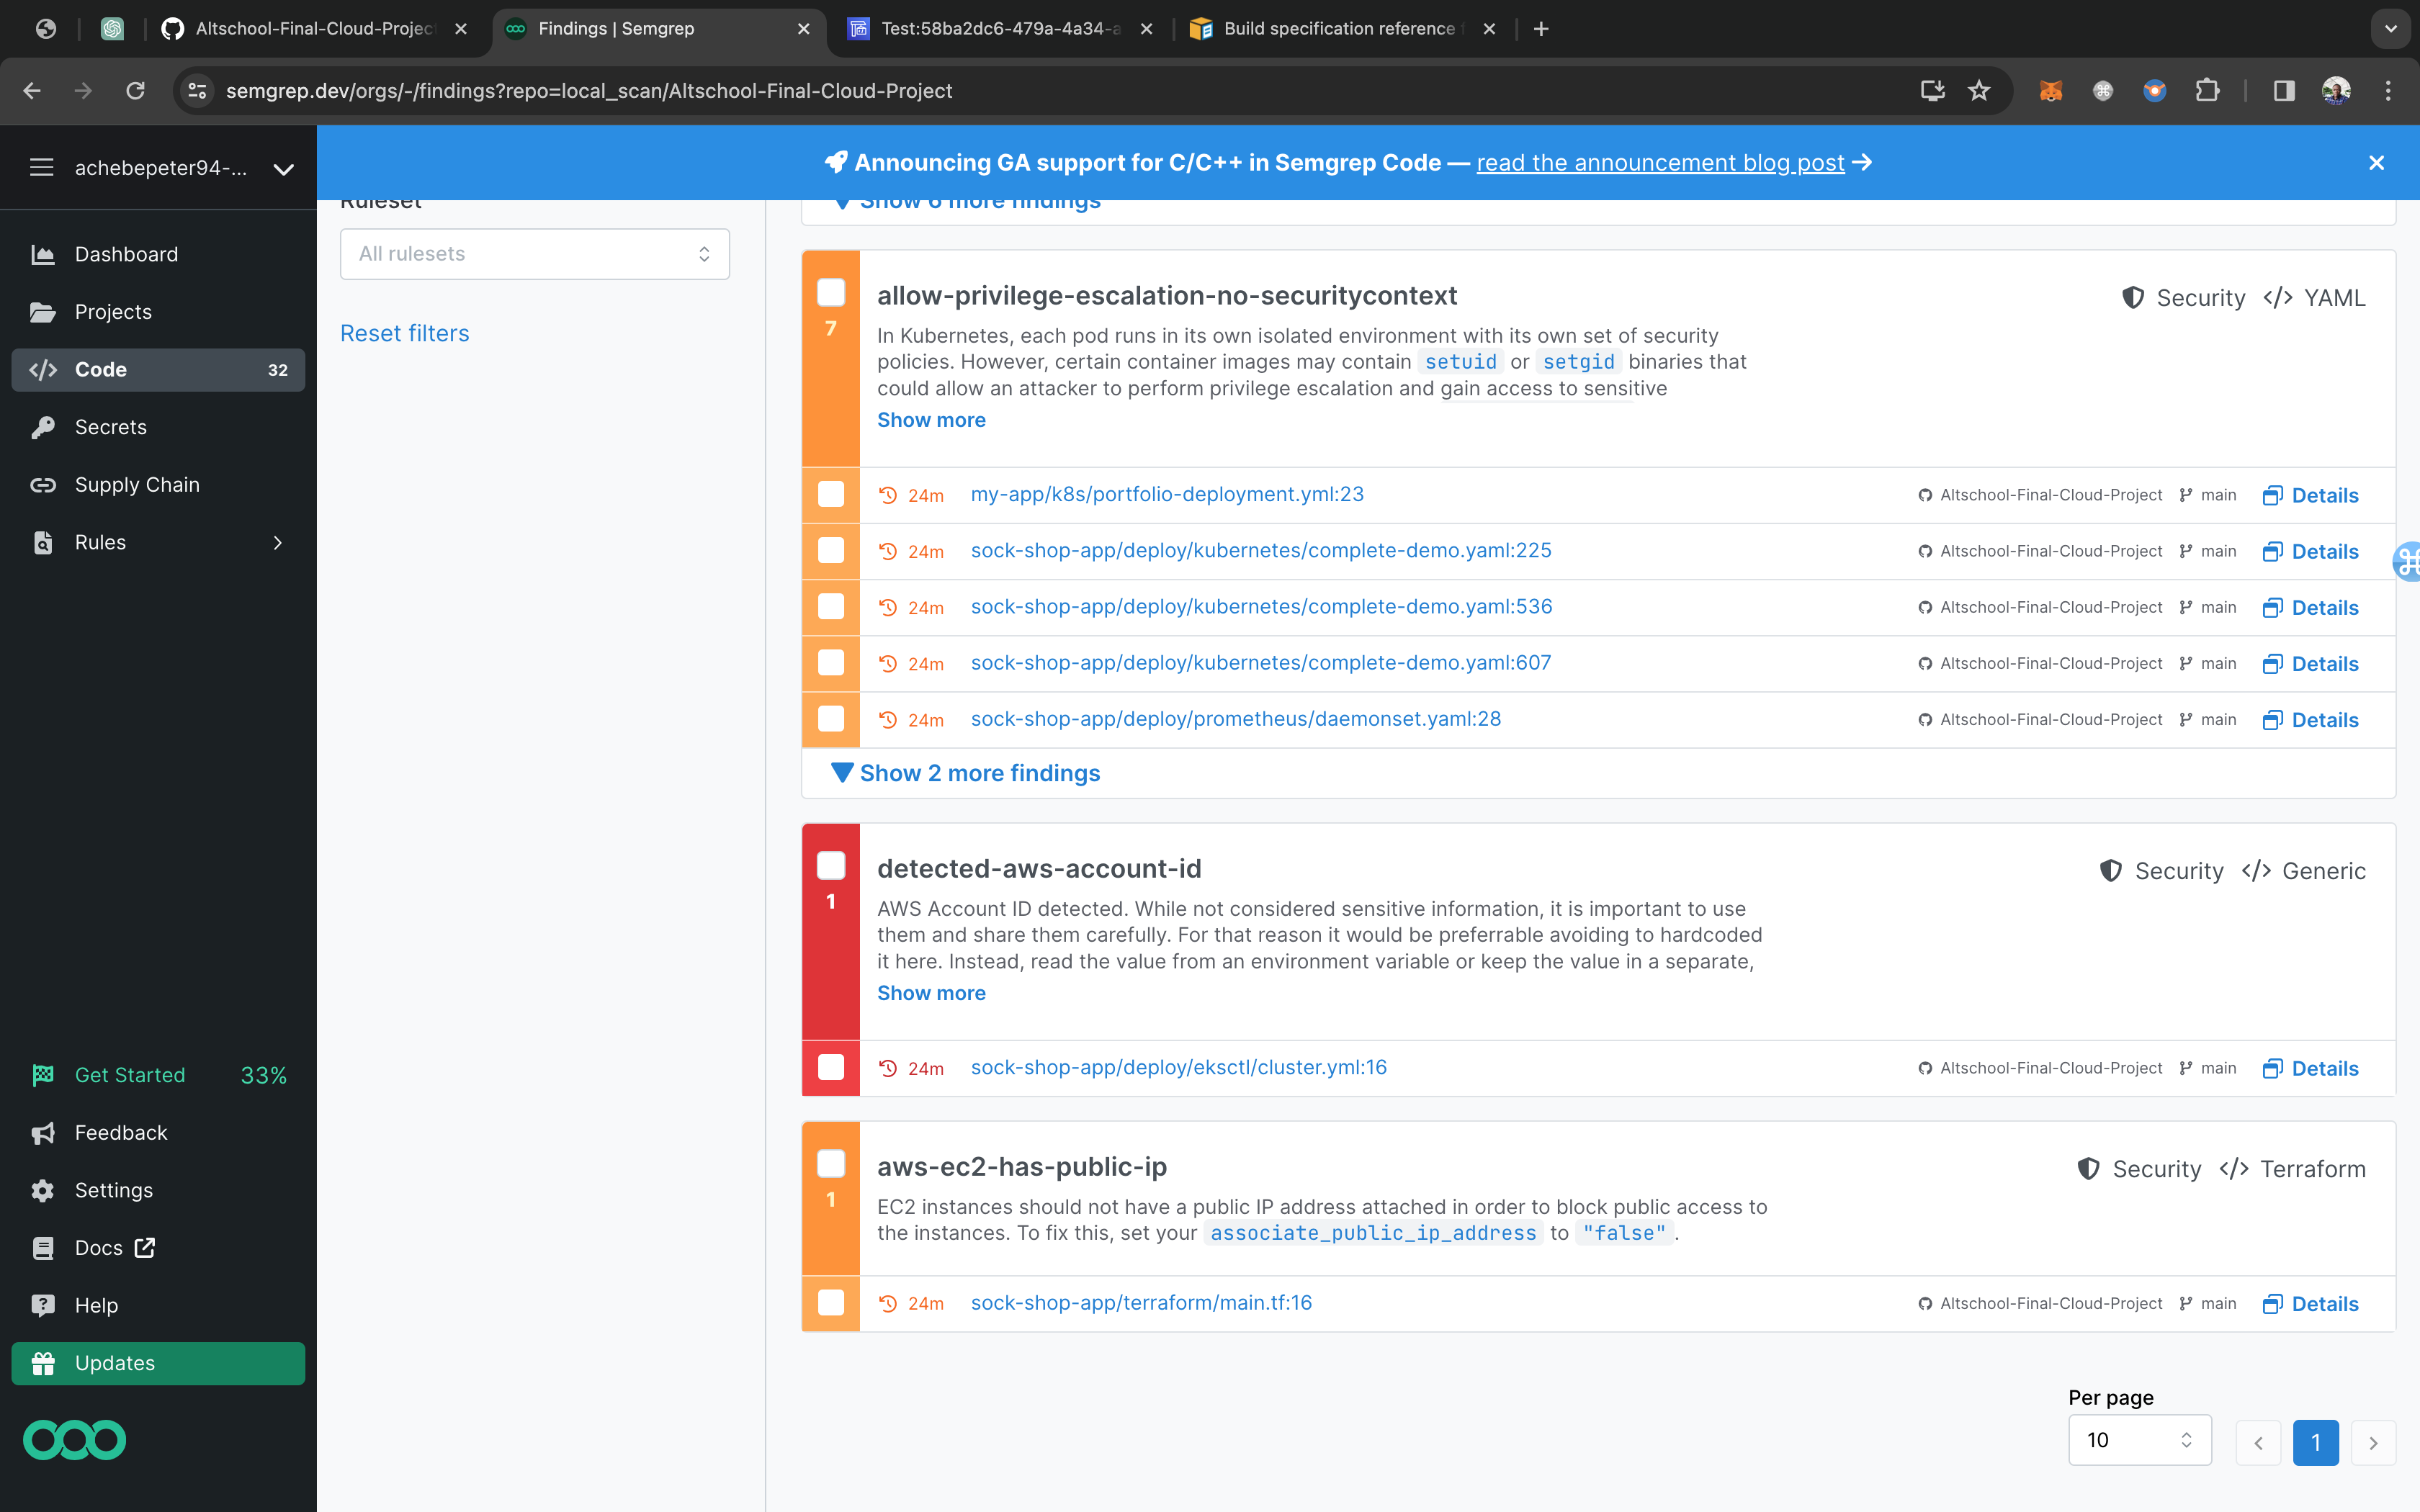 Altschool-Final-Cloud-Projec
Findings | Semgrep
Test:58ba2dc6-479a-4a34-a
Build specification reference f
semgrep.dev/orgs/-/findings?repo=local_scan/Altschool-Final-Cloud-Project
achebepeter94-...
Announcing GA support for C/C++ in Semgrep Code — read the announcement blog post →
Dashboard
Projects
Code 32
Secrets
Supply Chain
Rules
Get Started 33%
Feedback
Settings
Docs
Help
Updates
Ruleset
All rulesets
Reset filters
Show 6 more findings
7
allow-privilege-escalation-no-securitycontext
Security </> YAML
In Kubernetes, each pod runs in its own isolated environment with its own set of security
policies. However, certain container images may contain setuid or setgid binaries that
could allow an attacker to perform privilege escalation and gain access to sensitive
Show more
24m my-app/k8s/portfolio-deployment.yml:23 Altschool-Final-Cloud-Project main Details
24m sock-shop-app/deploy/kubernetes/complete-demo.yaml:225 Altschool-Final-Cloud-Project main Details
24m sock-shop-app/deploy/kubernetes/complete-demo.yaml:536 Altschool-Final-Cloud-Project main Details
24m sock-shop-app/deploy/kubernetes/complete-demo.yaml:607 Altschool-Final-Cloud-Project main Details
24m sock-shop-app/deploy/prometheus/daemonset.yaml:28 Altschool-Final-Cloud-Project main Details
Show 2 more findings
1
detected-aws-account-id
Security </> Generic
AWS Account ID detected. While not considered sensitive information, it is important to use
them and share them carefully. For that reason it would be preferrable avoiding to hardcoded
it here. Instead, read the value from an environment variable or keep the value in a separate,
Show more
24m sock-shop-app/deploy/eksctl/cluster.yml:16 Altschool-Final-Cloud-Project main Details
1
aws-ec2-has-public-ip
Security </> Terraform
EC2 instances should not have a public IP address attached in order to block public access to
the instances. To fix this, set your associate_public_ip_address to "false".
24m sock-shop-app/terraform/main.tf:16 Altschool-Final-Cloud-Project main Details
Per page
10
1